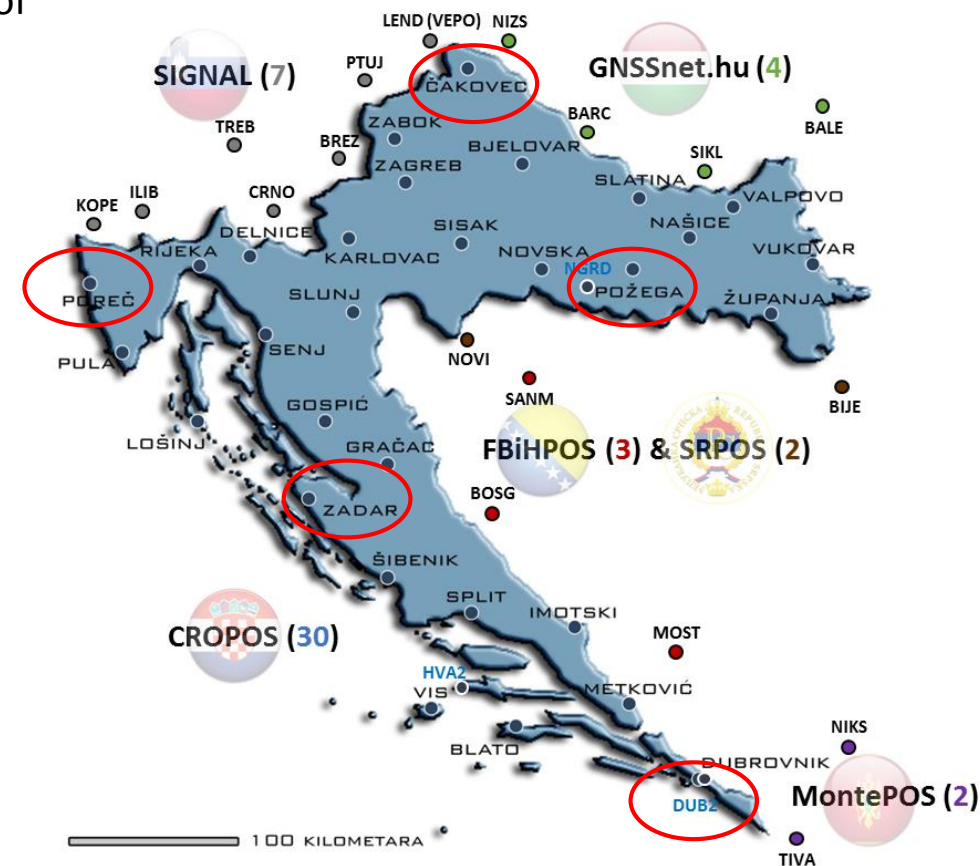 LEND (VEPO) NIZS
PTUJ
SIGNAL (7)
GNSSnet.hu (4)
ČAKOVEC
BARC
BALE
TREB
ZABOK
BREZ
BJELOVAR
ZAGREB
SIKL
SLATINA
VALPOVO
ILIB
CRNO
KOPE
DELNICE
SISAK
NAŠICE
RIJEKA
KARLOVAC
NOVSKA
VUKOVAR
NGRD
POREČ
SLUNJ
POŽEGA
ŽUPANJA
SENJ
NOVI
PULA
SANM
BIJE
GOSPIĆ
REPUBLIKA
LOŠINJ
GRAČAC
FBiHPOS (3) & SRPOS (2)
BOSG
ZADAR
ŠIBENIK
SPLIT
IMOTSKI
CROPOS (30)
MOST
HVA2
VIS
METKOVIĆ
NIKS
BLATO
DUBROVNIK
DUB2
MontePOS (2)
100 KILOMETARA
TIVA